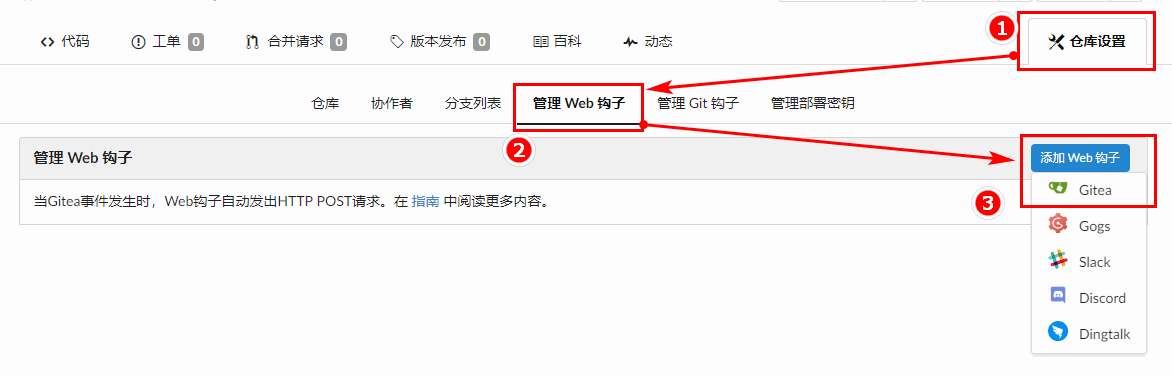 代码 工单 0 合并请求 0 版本发布 0 百科 动态 1 仓库设置
仓库 协作者 分支列表 管理 Web 钩子 管理 Git 钩子 管理部署密钥
2
管理 Web 钩子 添加 Web 钩子
当Gitea事件发生时，Web钩子自动发出HTTP POST请求。在 指南 中阅读更多内容。
3
Gitea
Gogs
Slack
Discord
Dingtalk